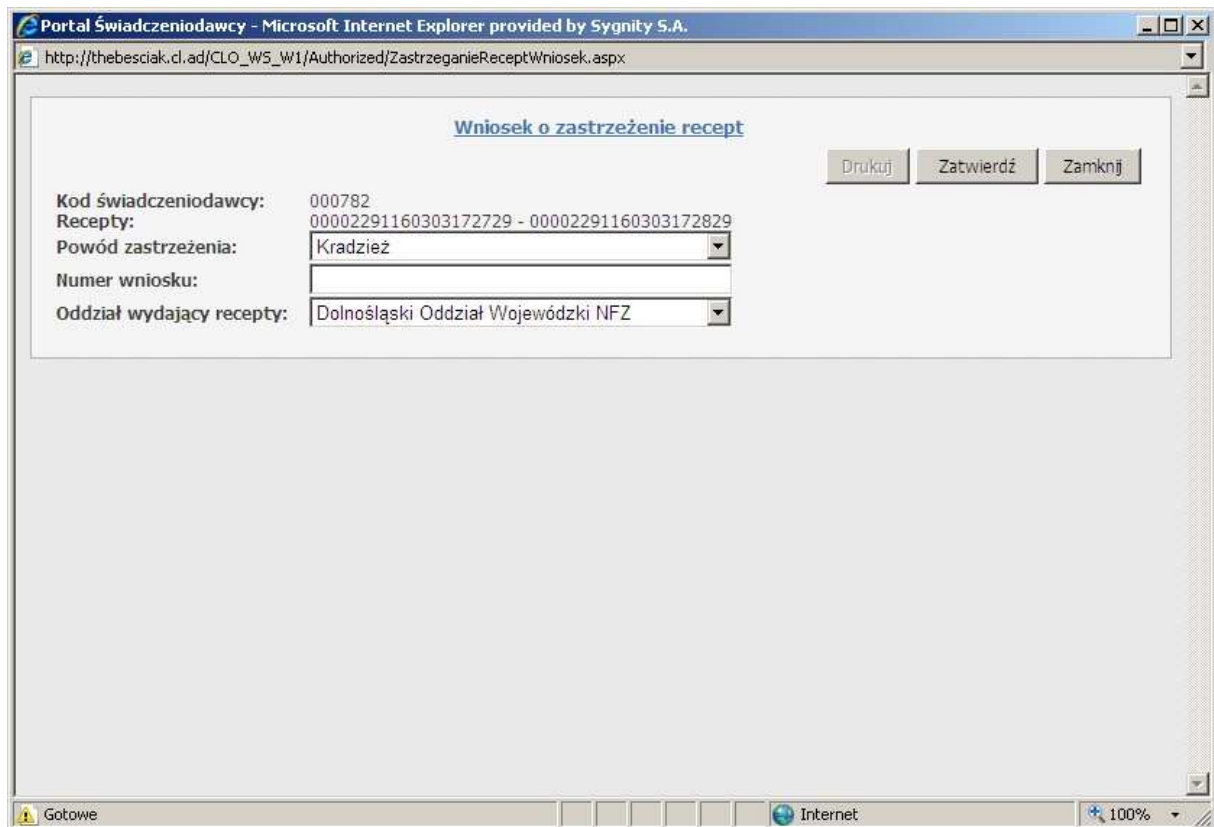 Portal Świadczeniodawcy - Microsoft Internet Explorer provided by Sygnity S.A.
http://thebesciak.cl.ad/CLO_WS_W1/Authorized/ZastrzeganieReceptWniosek.aspx
Wniosek o zastrzeżenie recept
Drukuj Zatwierdź Zamknij
Kod świadczeniodawcy: 000782
Recepty: 00002291160303172729 - 00002291160303172829
Powód zastrzeżenia: Kradzież
Numer wniosku:
Oddział wydający recepty: Dolnośląski Oddział Wojewódzki NFZ
Gotowe Internet 100%